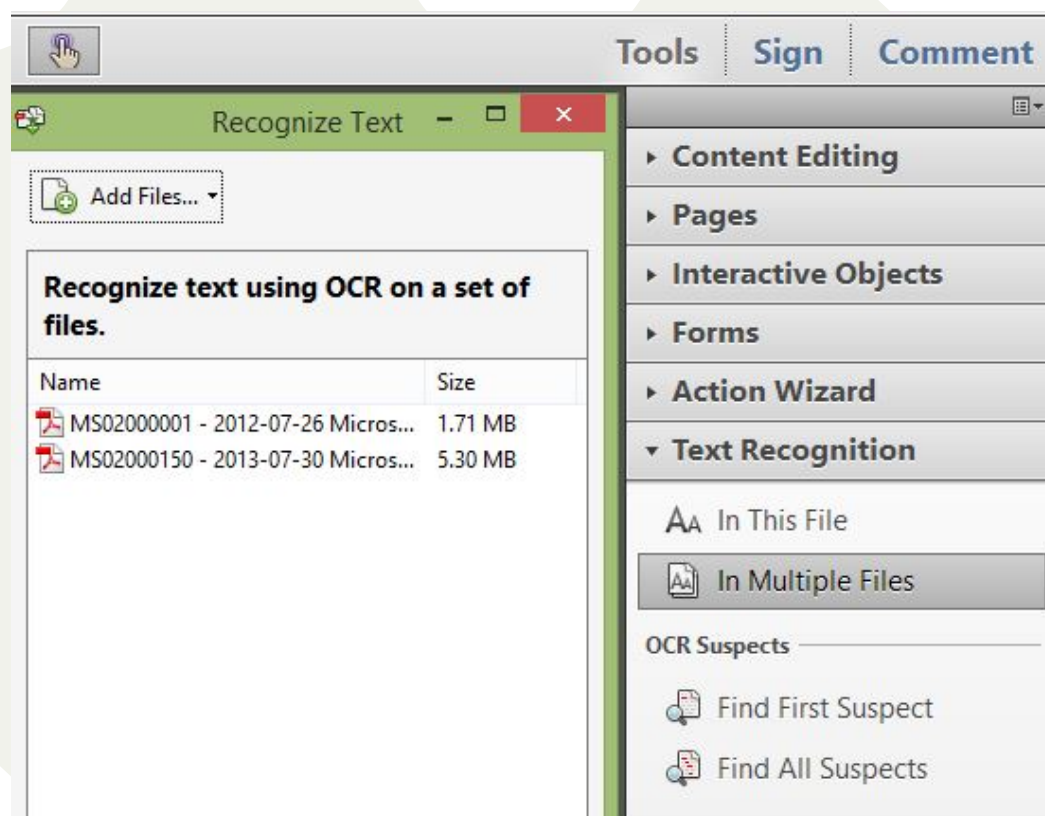 Tools Sign Comment
Recognize Text
Add Files...
Recognize text using OCR on a set of
files.
Name Size
MS02000001 - 2012-07-26 Micros... 1.71 MB
MS02000150 - 2013-07-30 Micros... 5.30 MB
Content Editing
Pages
Interactive Objects
Forms
Action Wizard
Text Recognition
AA In This File
In Multiple Files
OCR Suspects
Find First Suspect
Find All Suspects